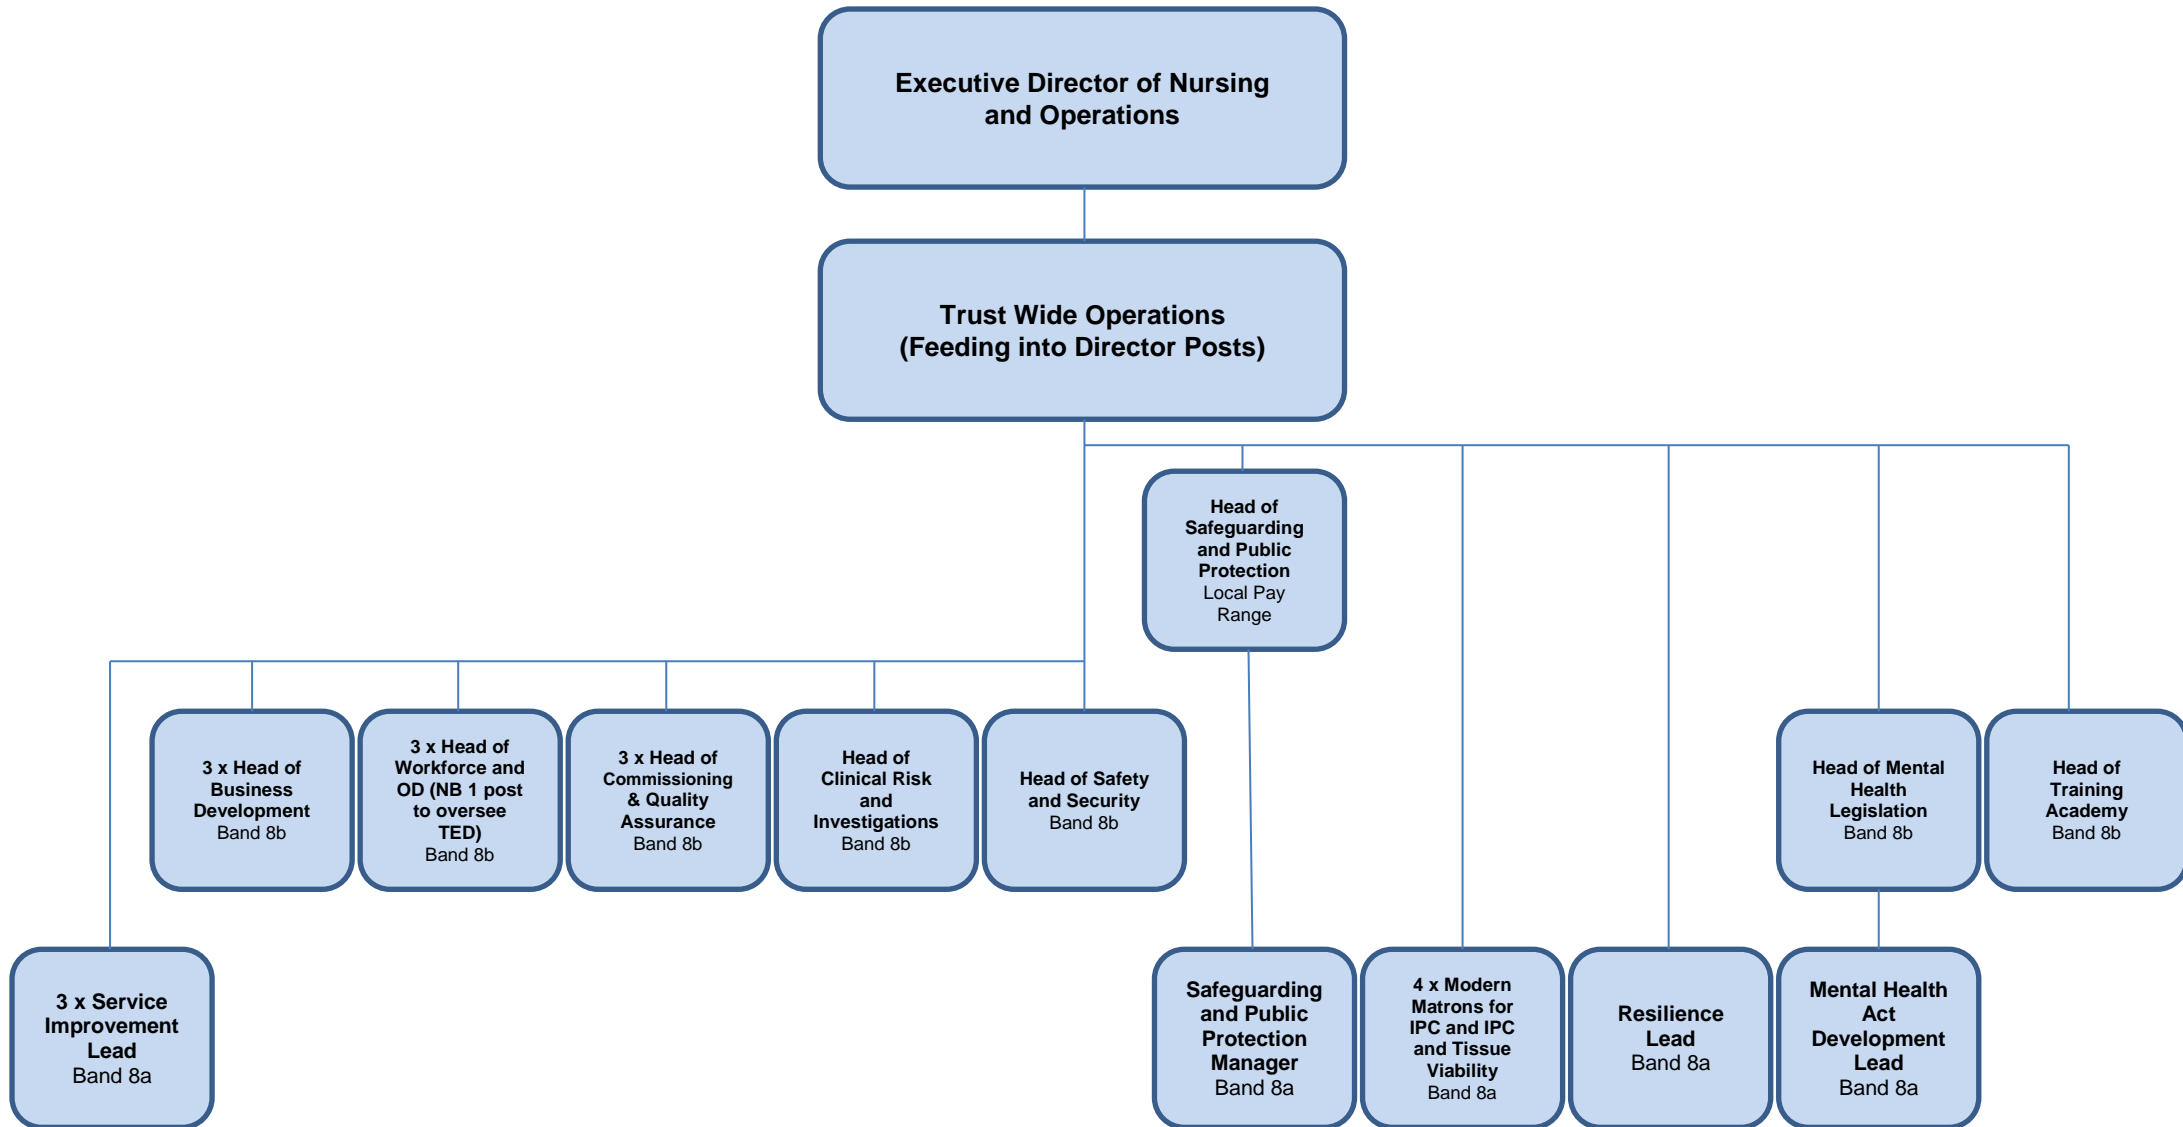 Executive Director of Nursing
and Operations
Trust Wide Operations
(Feeding into Director Posts)
Head of
Safeguarding
and Public
Protection
Local Pay
Range
3 x Head of
Business
Development
Band 8b
3 x Head of
Workforce and
OD (NB 1 post
to oversee
TED)
Band 8b
3 x Head of
Commissioning
& Quality
Assurance
Band 8b
Head of
Clinical Risk
and
Investigations
Band 8b
Head of Safety
and Security
Band 8b
Head of Mental
Health
Legislation
Band 8b
Head of
Training
Academy
Band 8b
3 x Service
Improvement
Lead
Band 8a
Safeguarding
and Public
Protection
Manager
Band 8a
4 x Modern
Matrons for
IPC and IPC
and Tissue
Viability
Band 8a
Resilience
Lead
Band 8a
Mental Health
Act
Development
Lead
Band 8a